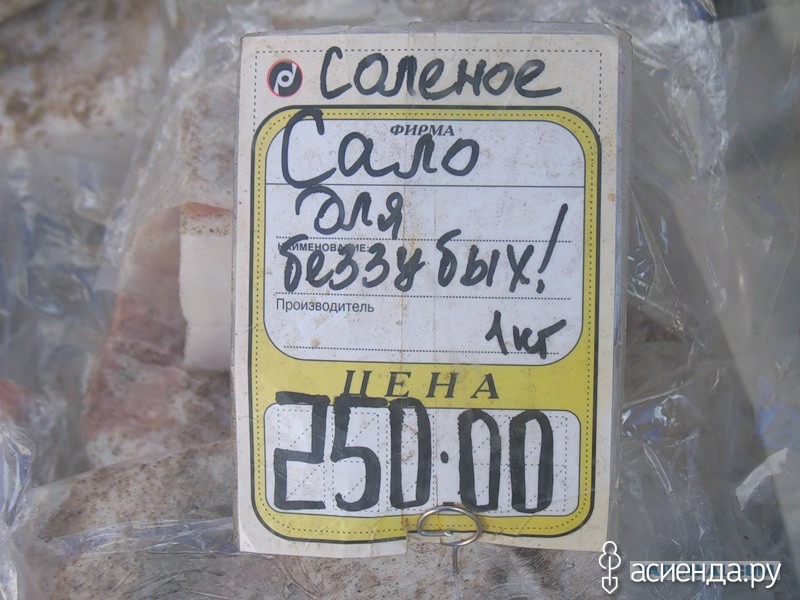 Соленое
ФИРМА
Сало
для
НАИМЕНОВАНИЕ:
беззубых!
Производитель
1кг
ЦЕНА
250.00
асиенда.ру